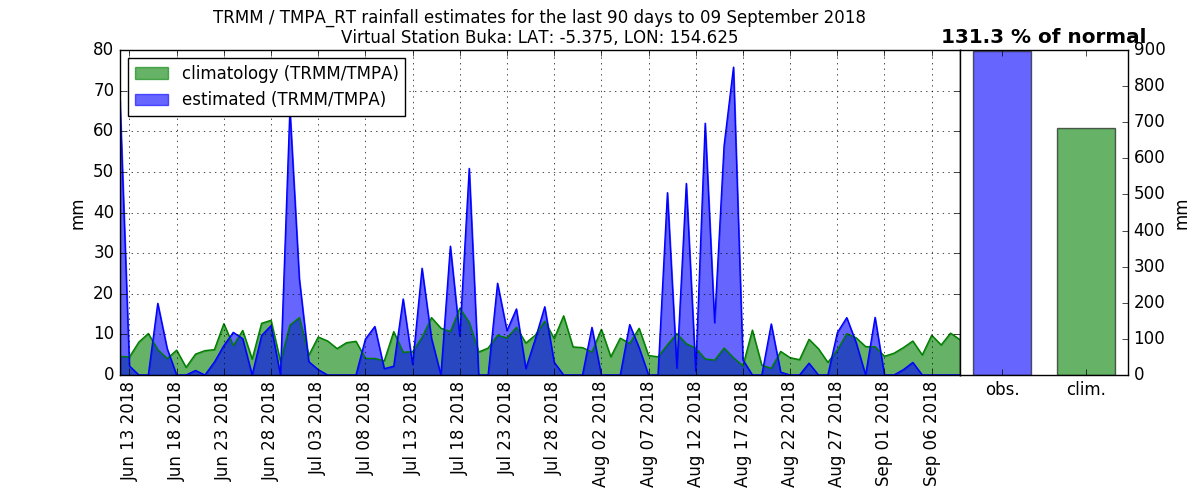 TRMM / TMPA_RT rainfall estimates for the last 90 days to 09 September 2018
Virtual Station Buka: LAT: -5.375, LON: 154.625
131.3 % of normal
climatology (TRMM/TMPA)
estimated (TRMM/TMPA)
mm
80
70
60
50
40
30
20
10
0
Jun 13 2018
Jun 18 2018
Jun 23 2018
Jun 28 2018
Jul 03 2018
Jul 08 2018
Jul 13 2018
Jul 18 2018
Jul 23 2018
Jul 28 2018
Aug 02 2018
Aug 07 2018
Aug 12 2018
Aug 17 2018
Aug 22 2018
Aug 27 2018
Sep 01 2018
Sep 06 2018
obs.
clim.
900
800
700
600
500
400
300
200
100
0
mm